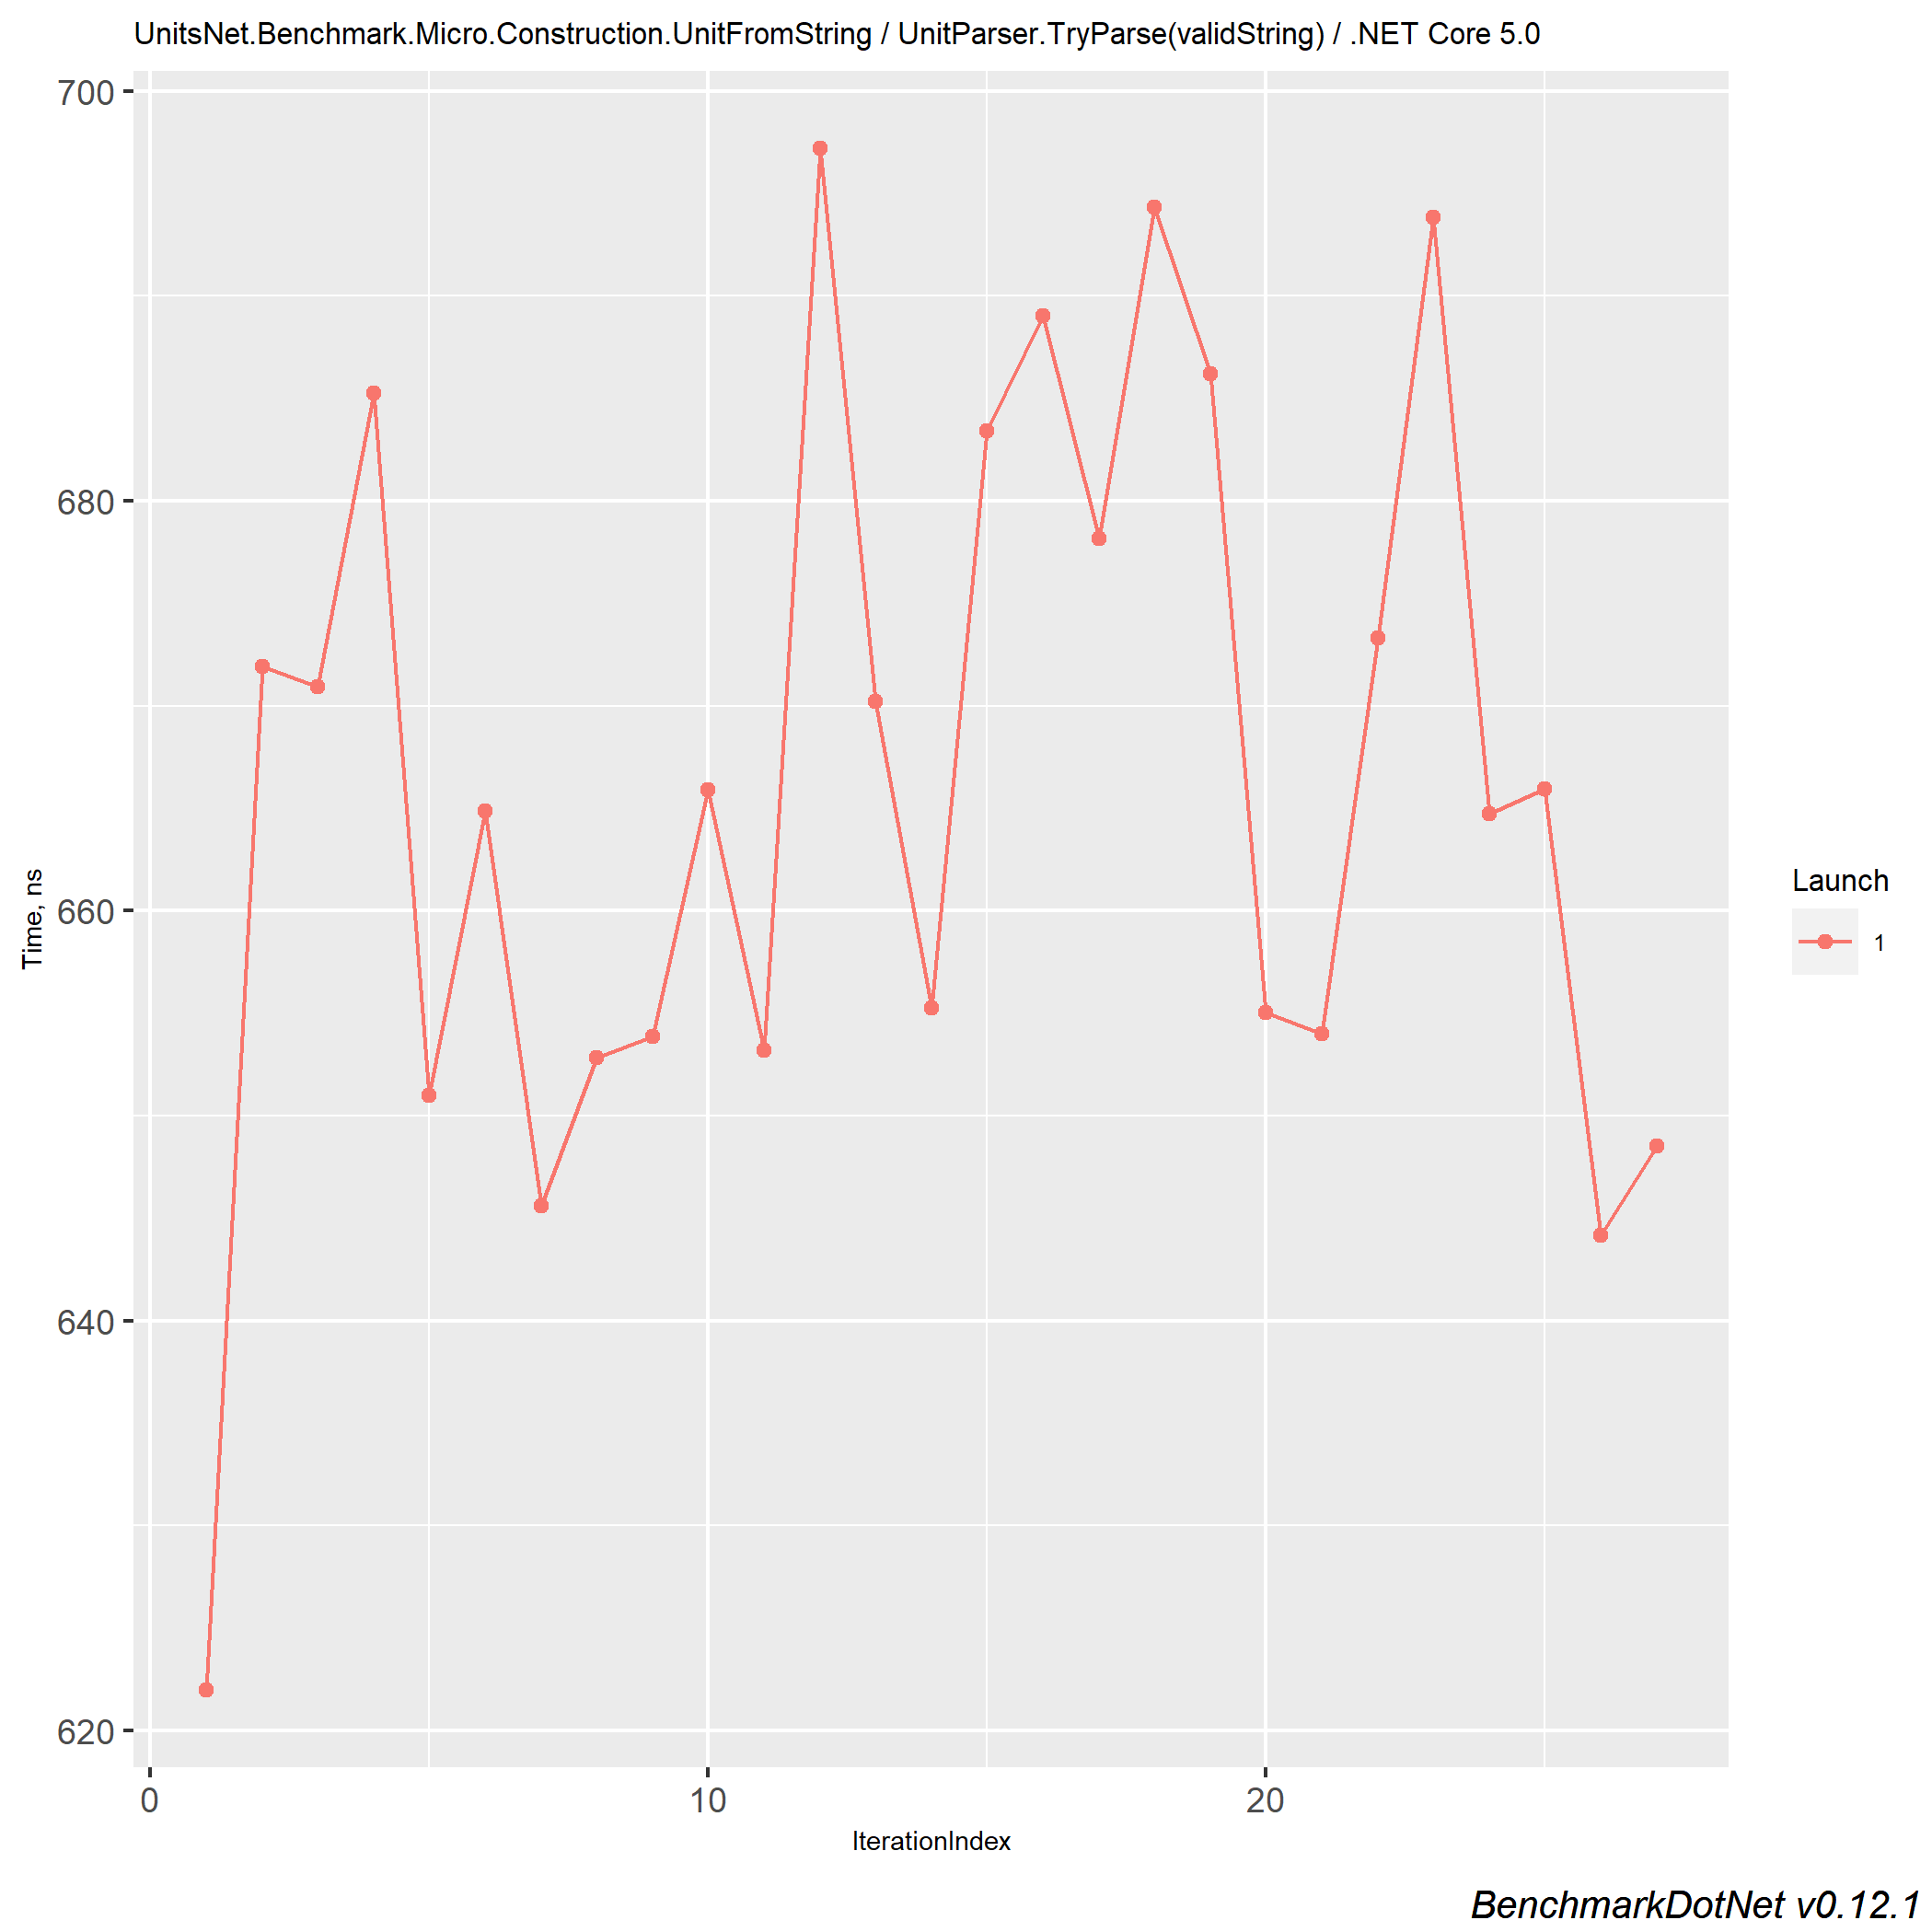 UnitsNet.Benchmark.Micro.Construction.UnitFromString / UnitParser.TryParse(validString) / .NET Core 5.0
700
680
660
640
620
Time, ns
0
10
20
IterationIndex
Launch
1
BenchmarkDotNet v0.12.1